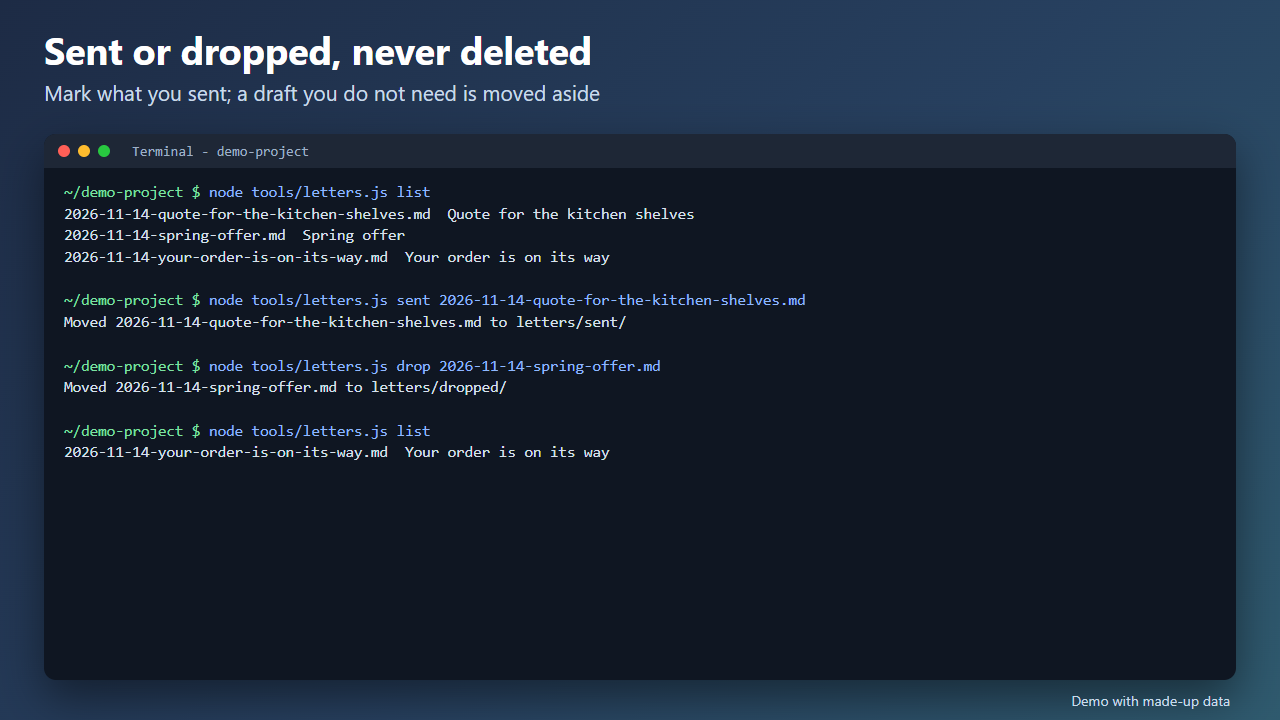 Sent or dropped, never deleted
Mark what you sent; a draft you do not need is moved aside
Terminal - demo-project
~/demo-project $ node tools/letters.js list
2026-11-14-quote-for-the-kitchen-shelves.md  Quote for the kitchen shelves
2026-11-14-spring-offer.md  Spring offer
2026-11-14-your-order-is-on-its-way.md  Your order is on its way
~/demo-project $ node tools/letters.js sent 2026-11-14-quote-for-the-kitchen-shelves.md
Moved 2026-11-14-quote-for-the-kitchen-shelves.md to letters/sent/
~/demo-project $ node tools/letters.js drop 2026-11-14-spring-offer.md
Moved 2026-11-14-spring-offer.md to letters/dropped/
~/demo-project $ node tools/letters.js list
2026-11-14-your-order-is-on-its-way.md  Your order is on its way
Demo with made-up data